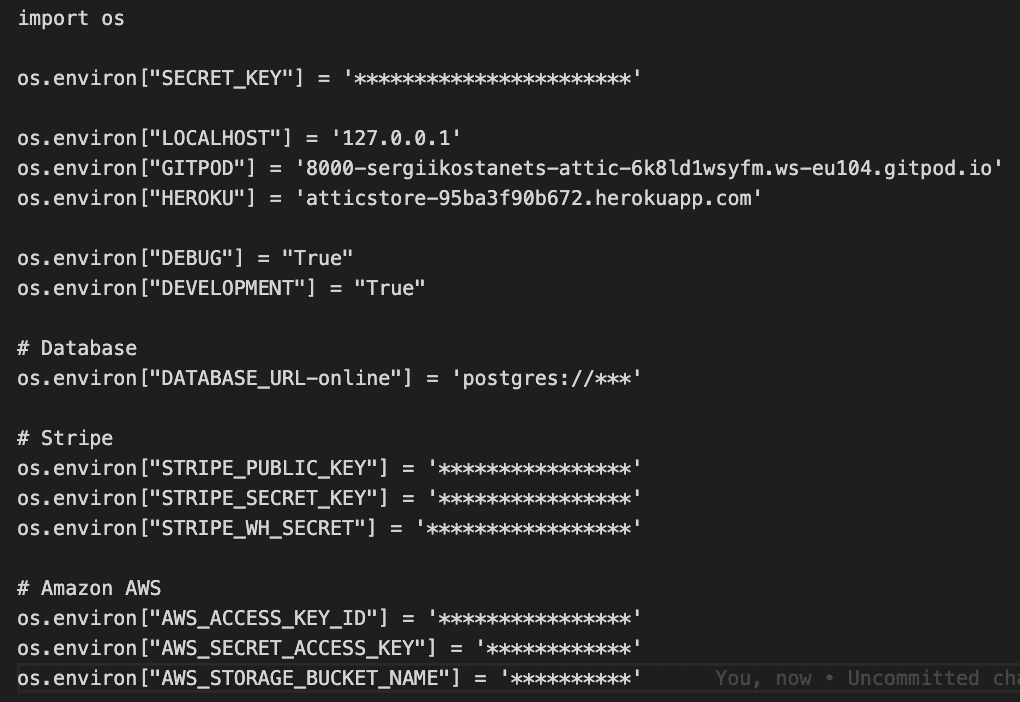 import os
os.environ["SECRET_KEY"] = '***********************'
os.environ["LOCALHOST"] = '127.0.0.1'
os.environ["GITPOD"] = '8000-sergiikostanets-attic-6k8ld1wsyfm.ws-eu104.gitpod.io'
os.environ["HEROKU"] = 'atticstore-95ba3f90b672.herokuapp.com'
os.environ["DEBUG"] = "True"
os.environ["DEVELOPMENT"] = "True"
# Database
os.environ["DATABASE_URL-online"] = 'postgres://***'
# Stripe
os.environ["STRIPE_PUBLIC_KEY"] = '****************'
os.environ["STRIPE_SECRET_KEY"] = '****************'
os.environ["STRIPE_WH_SECRET"] = '*****************'
# Amazon AWS
os.environ["AWS_ACCESS_KEY_ID"] = '****************'
os.environ["AWS_SECRET_ACCESS_KEY"] = '************'
os.environ["AWS_STORAGE_BUCKET_NAME"] = '**********' You, now • Uncommitted cha